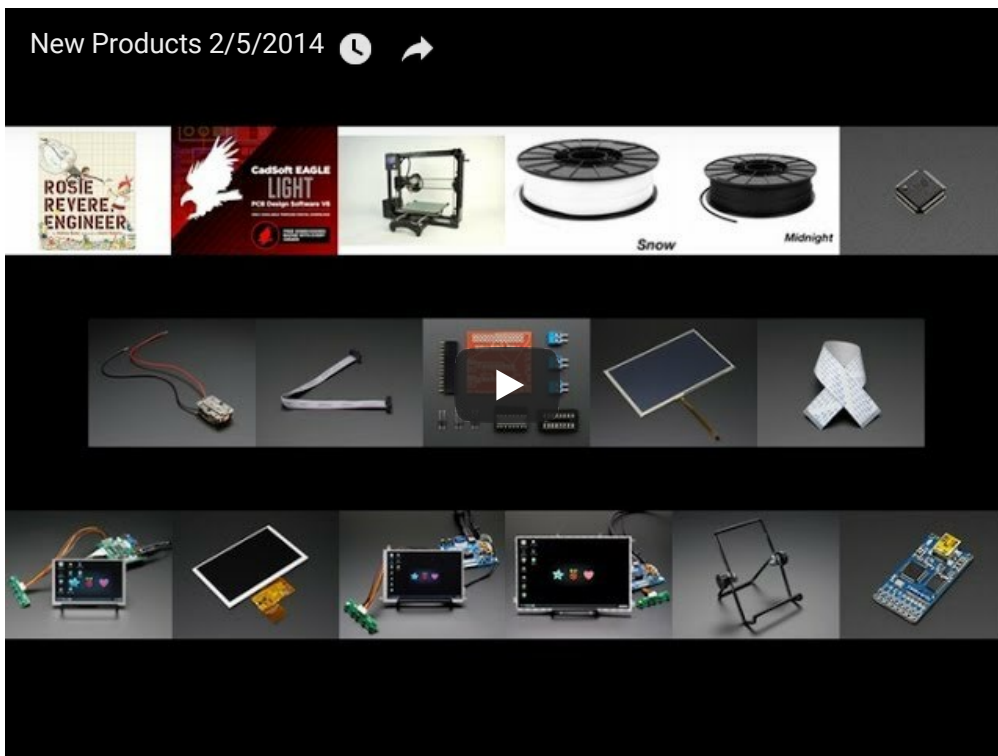 New Products 2/5/2014
ROSIE
REVERE,
ENGINEER
CadSoft EAGLE
LIGHT
PCB Design Software V6
Snow
Midnight